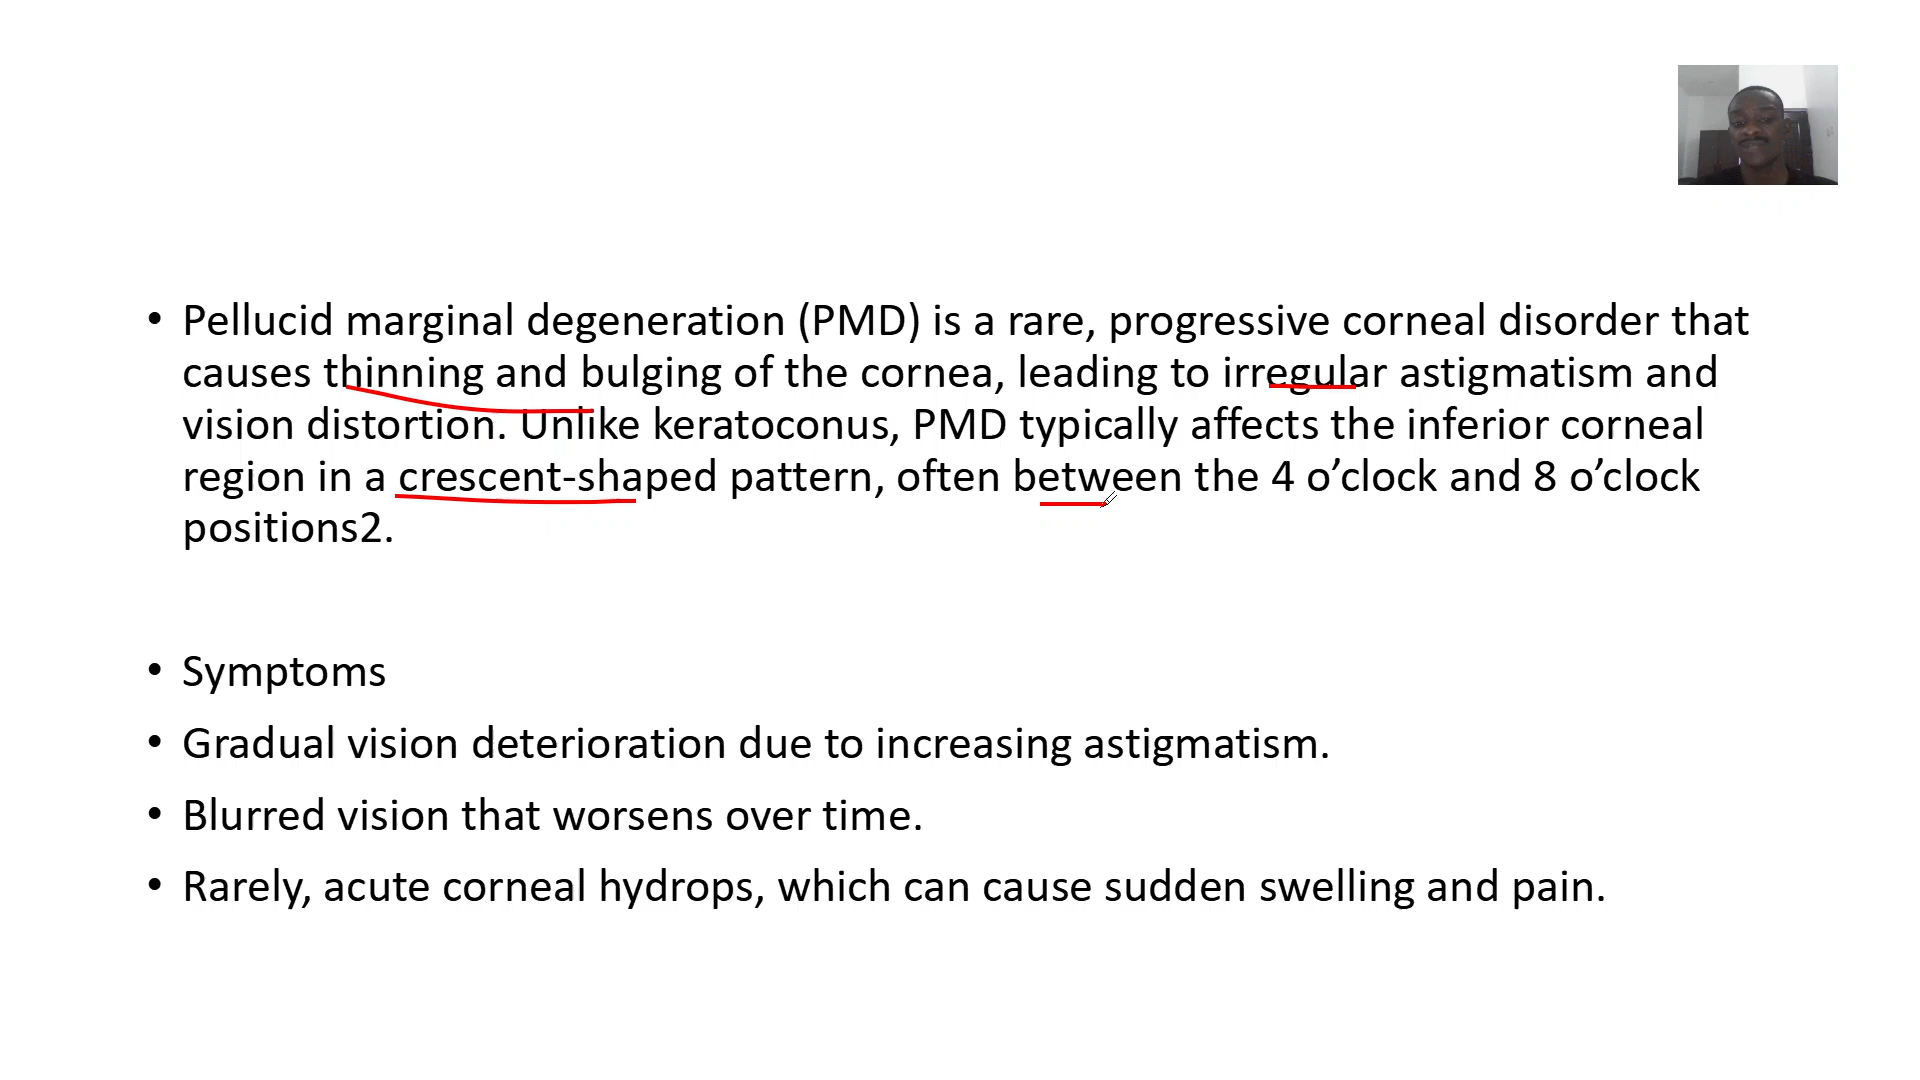 • Pellucid marginal degeneration (PMD) is a rare, progressive corneal disorder that
causes thinning and bulging of the cornea, leading to irregular astigmatism and
vision distortion. Unlike keratoconus, PMD typically affects the inferior corneal
region in a crescent-shaped pattern, often between the 4 o’clock and 8 o’clock
positions2.
• Symptoms
• Gradual vision deterioration due to increasing astigmatism.
• Blurred vision that worsens over time.
• Rarely, acute corneal hydrops, which can cause sudden swelling and pain.